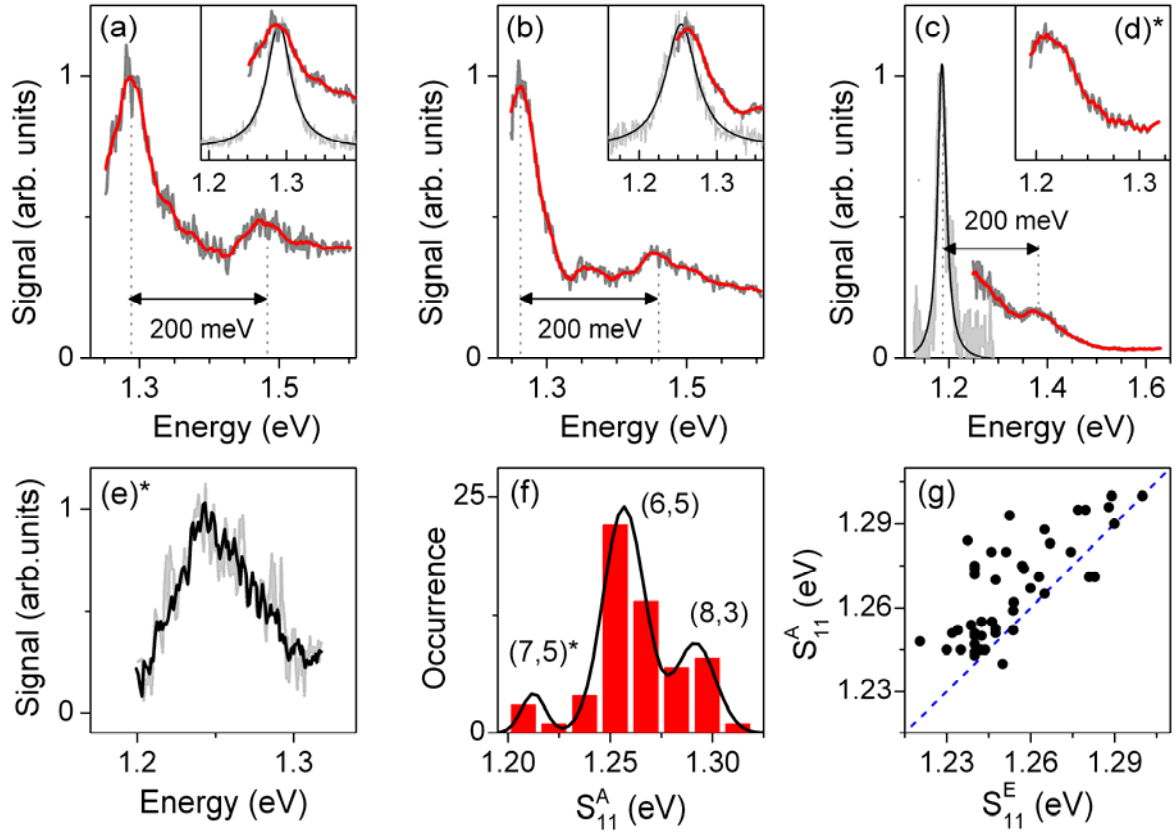 (a)
1.2 1.3
Signal (arb. units)
1
0
200 meV
1.3 1.5
Energy (eV)
(b)
1.2 1.3
Signal (arb. units)
1
0
200 meV
1.3 1.5
Energy (eV)
(c)
(d)*
1.2 1.3
Signal (arb. units)
1
0
200 meV
1.2 1.4 1.6
Energy (eV)
(e)*
Signal (arb.units)
1
0
1.2 1.3
Energy (eV)
(f)
Occurrence
25
0
(7,5)*
(6,5)
(8,3)
1.20 1.25 1.30
S₁₁ᴬ (eV)
(g)
S₁₁ᴬ (eV)
1.29
1.26
1.23
1.23 1.26 1.29
S₁₁ᴱ (eV)